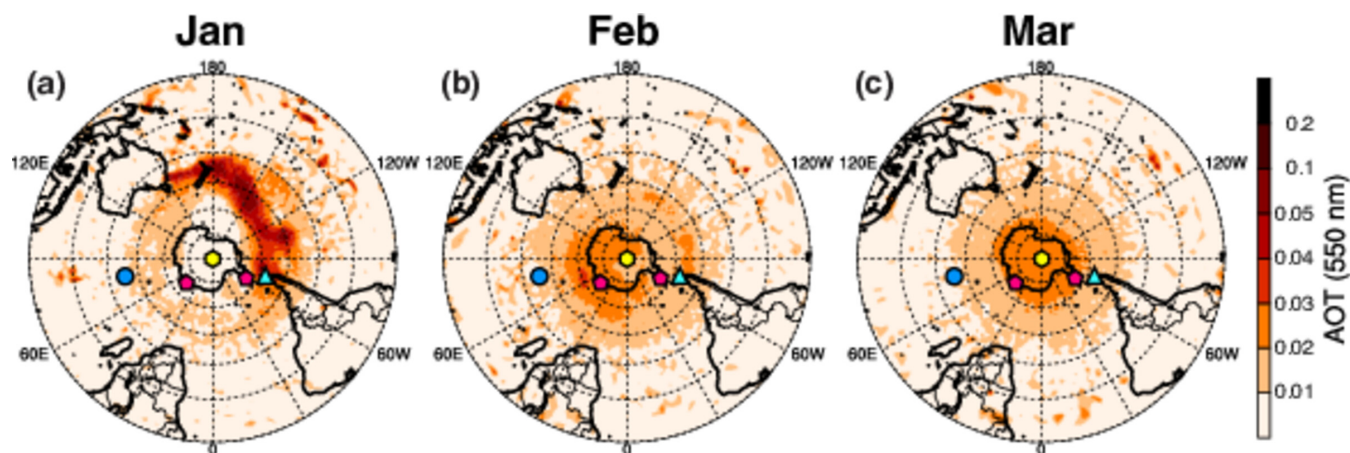 Jan Feb Mar
(a) (b) (c)
180 180 180
120E 120W 120E 120W 120E 120W
60E 60W 60E 60W 60E 60W
0 0 0
0.2
0.1
0.05
0.04
0.03
0.02
0.01
AOT (550 nm)